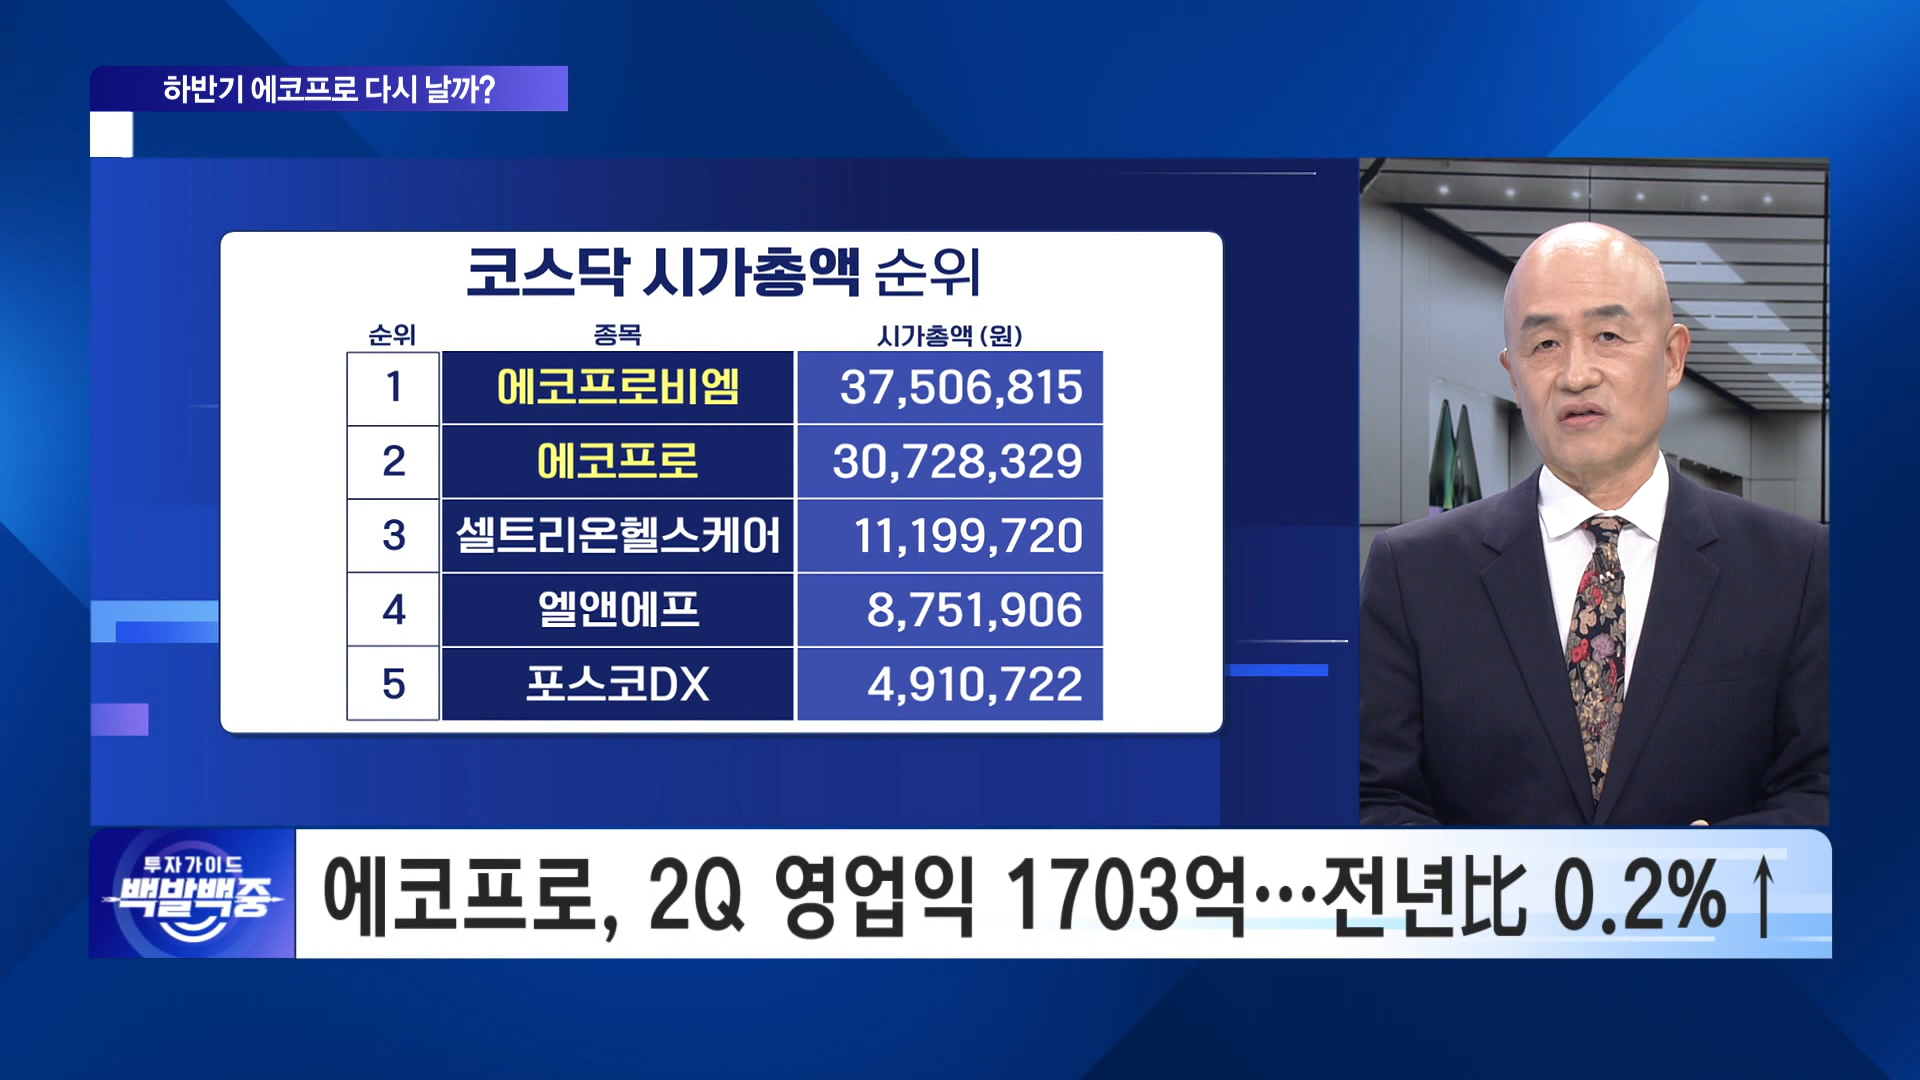 하반기 에코프로 다시 날까?
코스닥 시가총액 순위
순위 종목 시가총액 (원)
1 에코프로비엠 37,506,815
2 에코프로 30,728,329
3 셀트리온헬스케어 11,199,720
4 엘앤에프 8,751,906
5 포스코DX 4,910,722
투자가이드
백발백중
에코프로, 2Q 영업익 1703억…전년比 0.2%↑